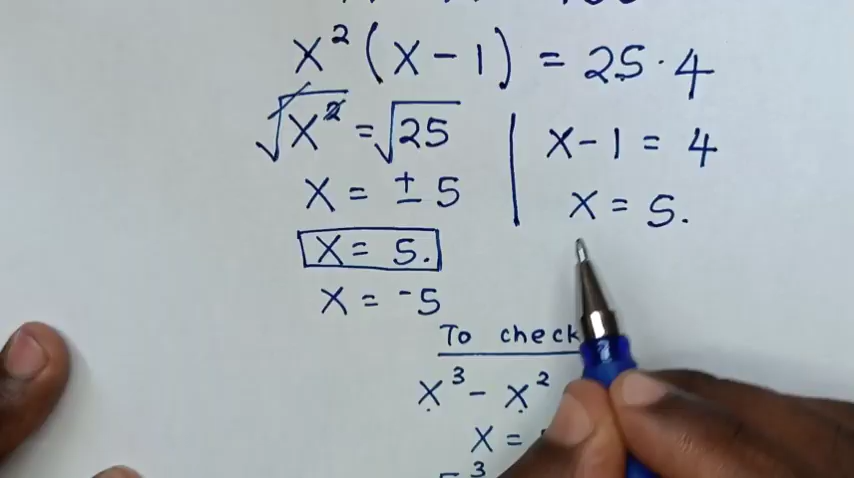 x² (x - 1) = 25 · 4
√x² = √25
x - 1 = 4
x = ± 5
x = 5.
x = 5.
x = -5
To check
x³ - x²
x =